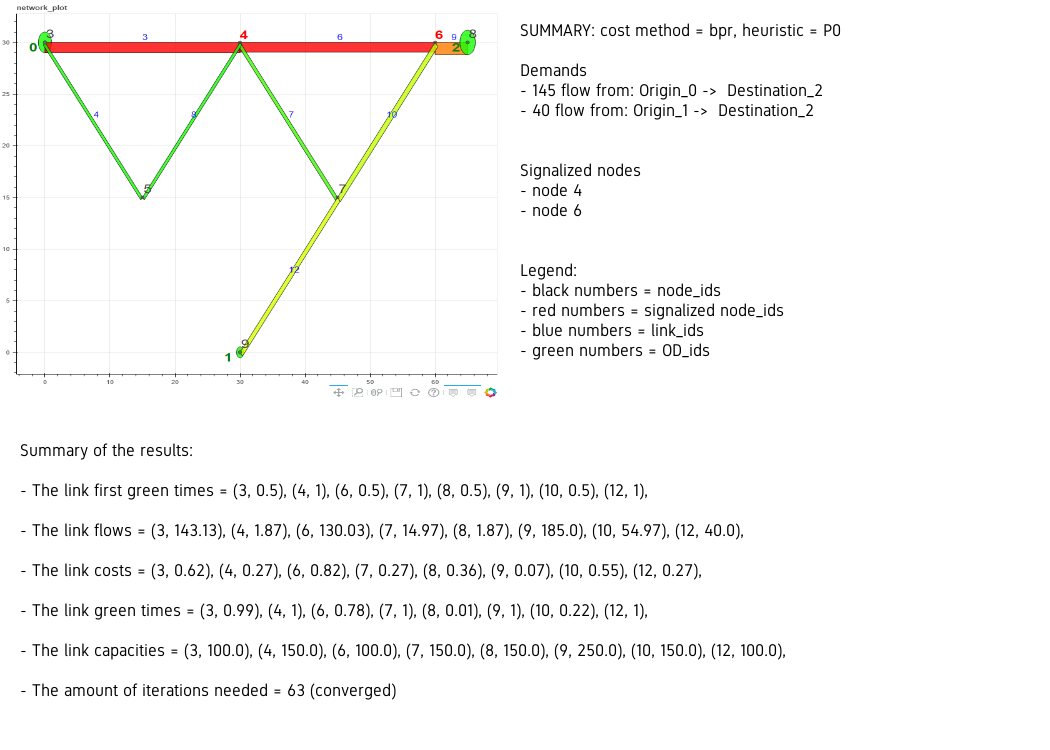 network_plot
3
3
4
6
6
9
8
0
2
30
4
8
7
10
25
20
5
7
15
10
12
5
9
1
0
0
10
20
30
40
50
60
SUMMARY: cost method = bpr, heuristic = P0
Demands
- 145 flow from: Origin_0 -> Destination_2
- 40 flow from: Origin_1 -> Destination_2
Signalized nodes
- node 4
- node 6
Legend:
- black numbers = node_ids
- red numbers = signalized node_ids
- blue numbers = link_ids
- green numbers = OD_ids
Summary of the results:
- The link first green times = (3, 0.5), (4, 1), (6, 0.5), (7, 1), (8, 0.5), (9, 1), (10, 0.5), (12, 1),
- The link flows = (3, 143.13), (4, 1.87), (6, 130.03), (7, 14.97), (8, 1.87), (9, 185.0), (10, 54.97), (12, 40.0),
- The link costs = (3, 0.62), (4, 0.27), (6, 0.82), (7, 0.27), (8, 0.36), (9, 0.07), (10, 0.55), (12, 0.27),
- The link green times = (3, 0.99), (4, 1), (6, 0.78), (7, 1), (8, 0.01), (9, 1), (10, 0.22), (12, 1),
- The link capacities = (3, 100.0), (4, 150.0), (6, 100.0), (7, 150.0), (8, 150.0), (9, 250.0), (10, 150.0), (12, 100.0),
- The amount of iterations needed = 63 (converged)